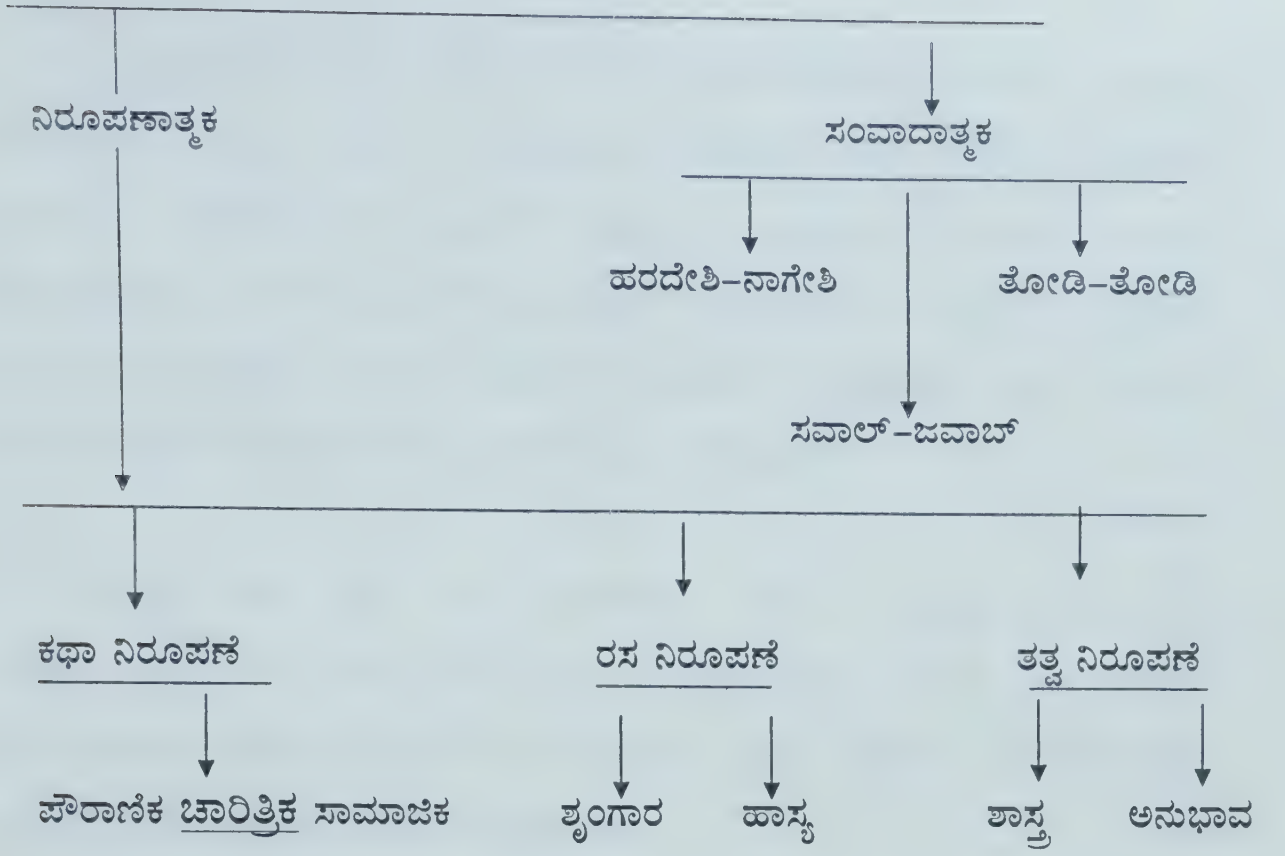 ನಿರೂಪಣಾತ್ಮಕ ಸಂವಾದಾತ್ಮಕ
ಹರದೇಶಿ–ನಾಗೇಶಿ ತೋಡಿ–ತೋಡಿ
ಸವಾಲ್–ಜವಾಬ್
ಕಥಾ ನಿರೂಪಣೆ ರಸ ನಿರೂಪಣೆ ತತ್ವ ನಿರೂಪಣೆ
ಪೌರಾಣಿಕ ಚಾರಿತ್ರಿಕ ಸಾಮಾಜಿಕ ಶೃಂಗಾರ ಹಾಸ್ಯ ಶಾಸ್ತ್ರ ಅನುಭಾವ